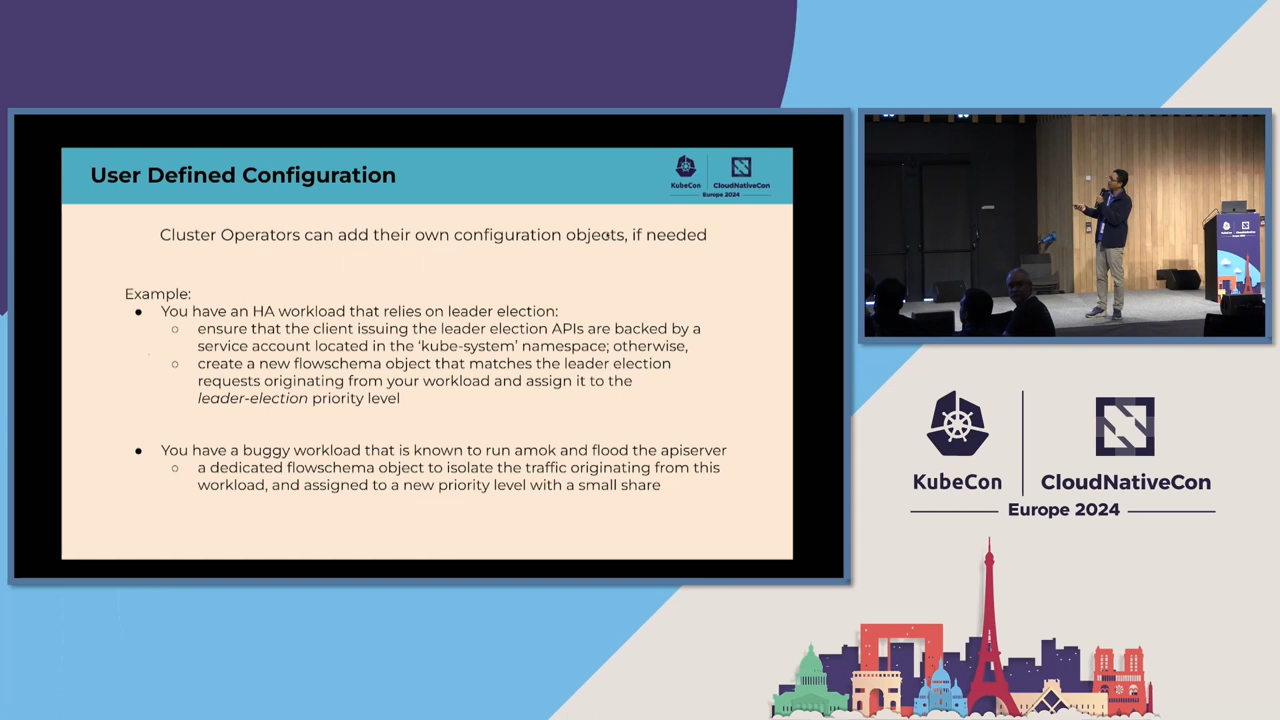 User Defined Configuration
KubeCon
CloudNativeCon
Europe 2024
Cluster Operators can add their own configuration objects, if needed
Example:
● You have an HA workload that relies on leader election:
○ ensure that the client issuing the leader election APIs are backed by a
service account located in the ‘kube-system’ namespace; otherwise,
○ create a new flowschema object that matches the leader election
requests originating from your workload and assign it to the
leader-election priority level
● You have a buggy workload that is known to run amok and flood the apiserver
○ a dedicated flowschema object to isolate the traffic originating from this
workload, and assigned to a new priority level with a small share
KubeCon
CloudNativeCon
Europe 2024